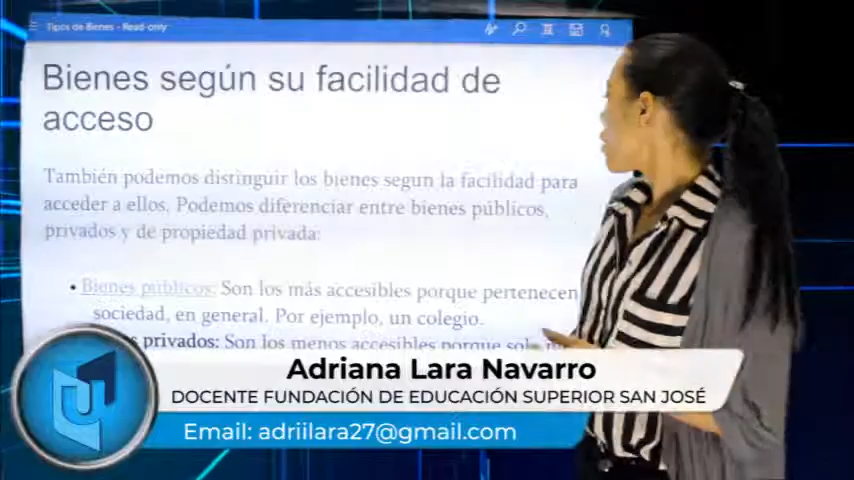 Tipos de Bienes - Read-only
Bienes según su facilidad de
acceso
También podemos distinguir los bienes segun la facilidad para
acceder a ellos. Podemos diferenciar entre bienes públicos,
privados y de propiedad privada:
• Bienes públicos: Son los más accesibles porque pertenecen
sociedad, en general. Por ejemplo, un colegio.
privados: Son los menos accesibles porque
Adriana Lara Navarro
DOCENTE FUNDACIÓN DE EDUCACIÓN SUPERIOR SAN JOSÉ
Email: adriilara27@gmail.com